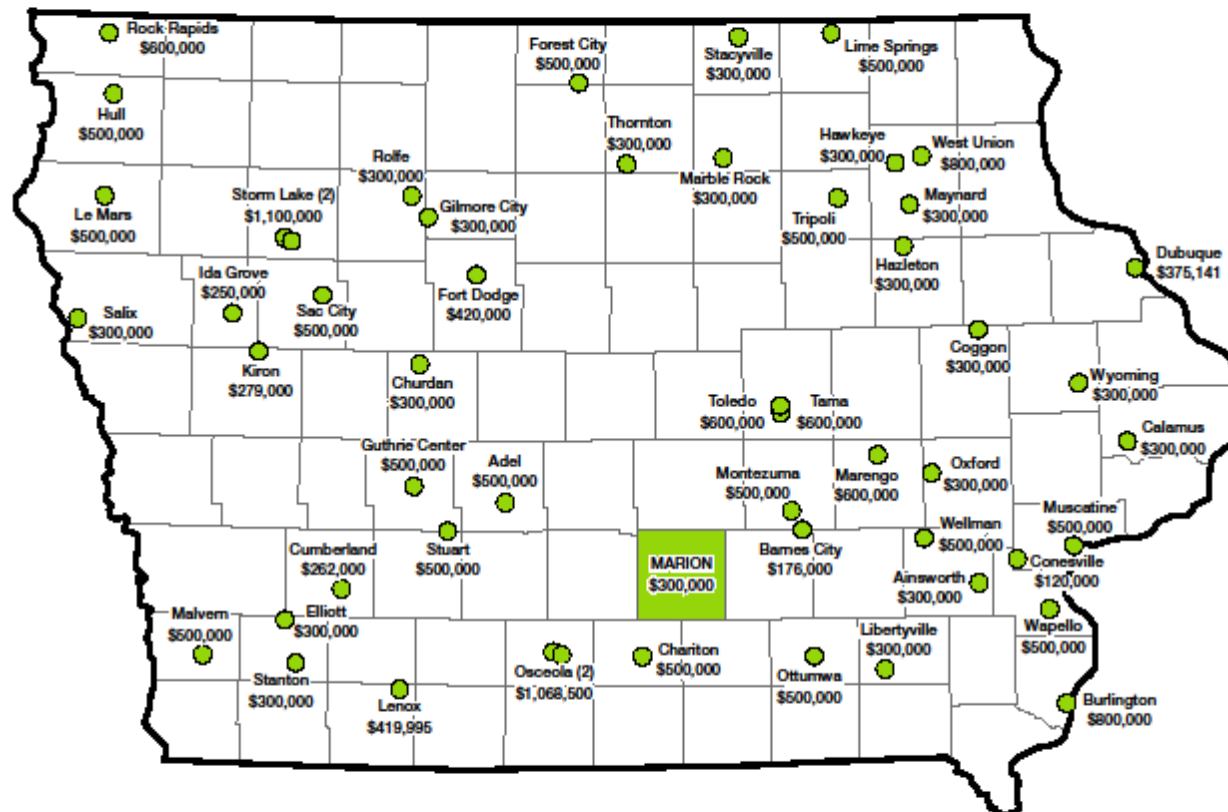 Rock Rapids
$600,000
Forest City
$500,000
Stacyville
$300,000
Lime Springs
$500,000
Hull
$500,000
Thornton
$300,000
Hawkeye
$300,000
West Union
$800,000
Rolfe
$300,000
Marble Rock
$300,000
Storm Lake (2)
$1,100,000
Le Mars
$500,000
Gilmore City
$300,000
Tripoli
$500,000
Maynard
$300,000
Dubuque
$375,141
Hazleton
$300,000
Ida Grove
$250,000
Fort Dodge
$420,000
Salix
$300,000
Sac City
$500,000
Kiron
$279,000
Coggon
$300,000
Churdan
$300,000
Wyoming
$300,000
Toledo
$600,000
Tama
$600,000
Calamus
$300,000
Guthrie Center
$500,000
Adel
$500,000
Montezuma
$500,000
Marengo
$600,000
Oxford
$300,000
Muscatine
$500,000
Cumberland
$262,000
Stuart
$500,000
MARION
$300,000
Barnes City
$176,000
Wellman
$500,000
Conesville
$120,000
Ainsworth
$300,000
Malvern
$500,000
Elliott
$300,000
Wapello
$500,000
Libertyville
$300,000
Stanton
$300,000
Osceola (2)
$1,068,500
Chariton
$500,000
Ottumwa
$500,000
Lenox
$419,995
Burlington
$800,000